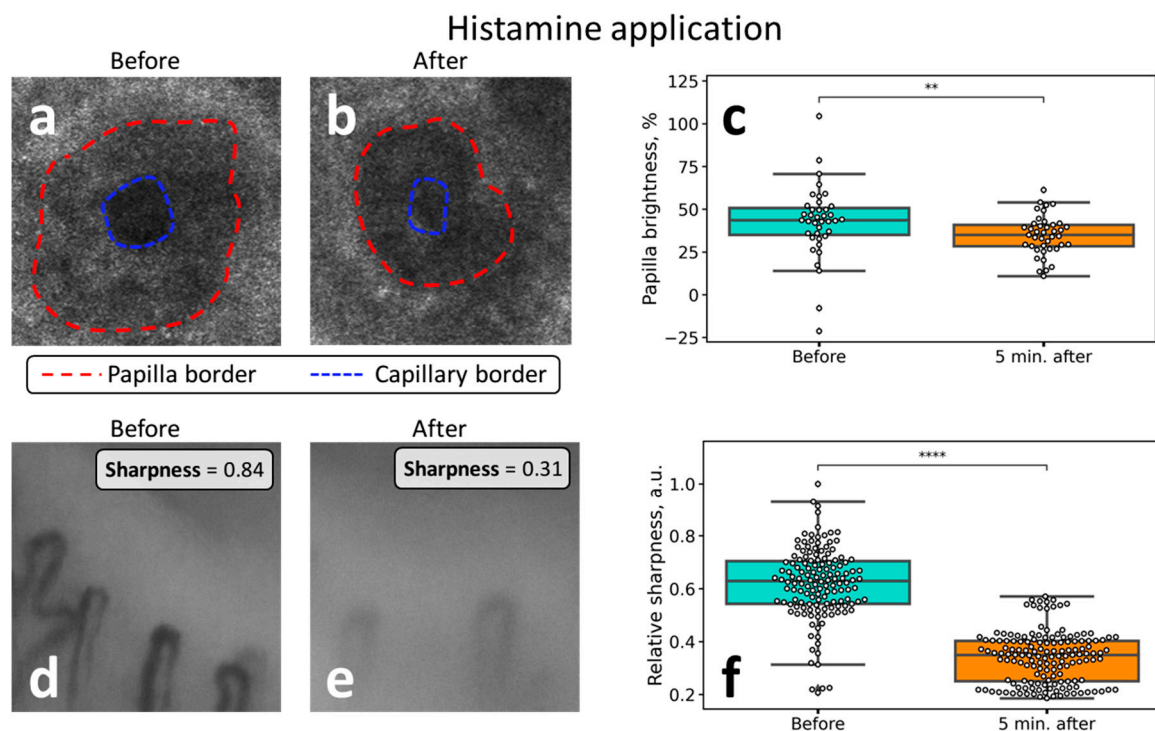 Histamine application
Before
After
a
b
c
**
Papilla brightness, %
125
100
75
50
25
0
−25
Before
5 min. after
Papilla border
Capillary border
Before
After
Sharpness = 0.84
Sharpness = 0.31
d
e
f
****
Relative sharpness, a.u.
1.0
0.8
0.6
0.4
0.2
Before
5 min. after